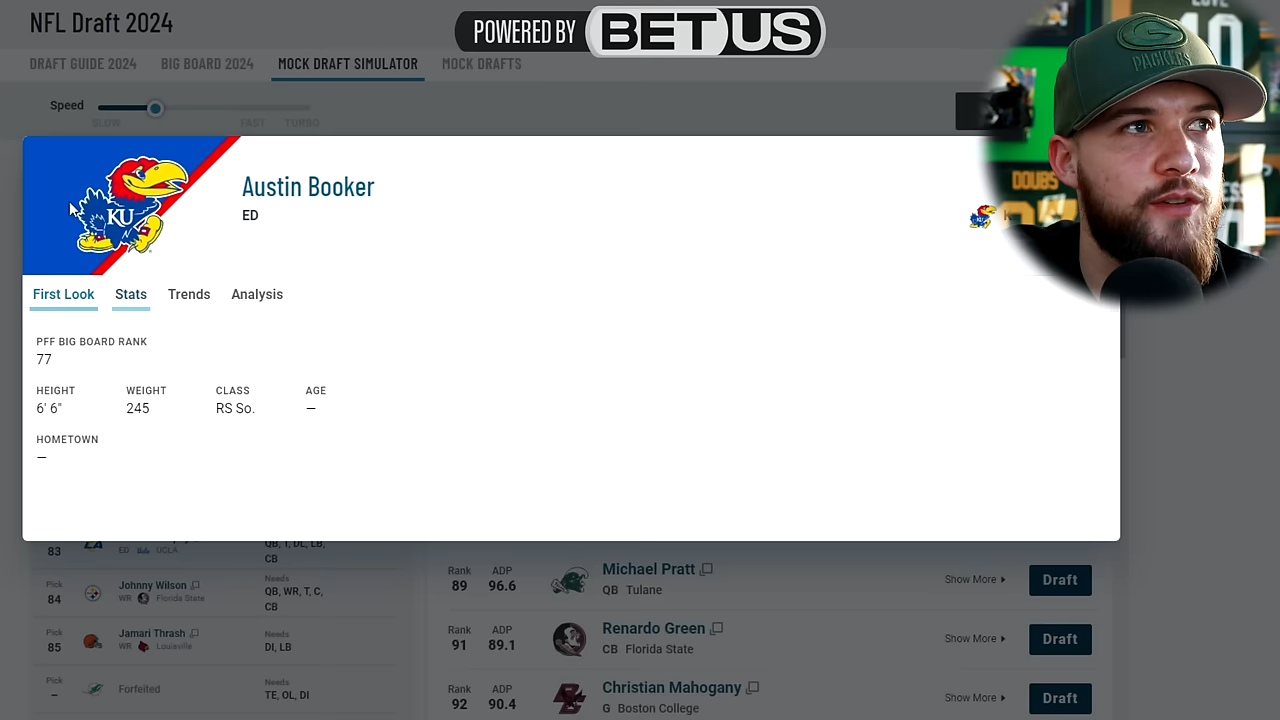 NFL Draft 2024
POWERED BY BETUS
DRAFT GUIDE 2024 BIG BOARD 2024 MOCK DRAFT SIMULATOR MOCK DRAFTS
Speed
SLOW FAST TURBO
PACKERS
DOUBS
KU
Austin Booker
ED
First Look Stats Trends Analysis
PFF BIG BOARD RANK
77
HEIGHT WEIGHT CLASS AGE
6' 6" 245 RS So. —
HOMETOWN
—
83 ED UCLA QB, T, DL, LB, CB
Pick 84 Johnny Wilson WR Florida State Needs QB, WR, T, C, CB
Pick 85 Jamari Thrash WR Louisville Needs DI, LB
Pick – Forfeited Needs TE, OL, DI
Rank 89 ADP 96.6 Michael Pratt QB Tulane Show More Draft
Rank 91 ADP 89.1 Renardo Green CB Florida State Show More Draft
Rank 92 ADP 90.4 Christian Mahogany G Boston College Show More Draft